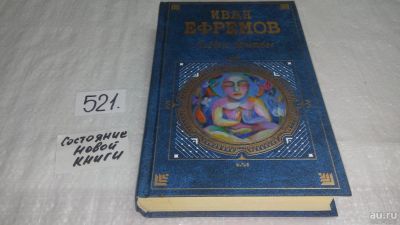 521.
Состояние
новой
книги
ИВАН
ЕФРЕМОВ
au.ru